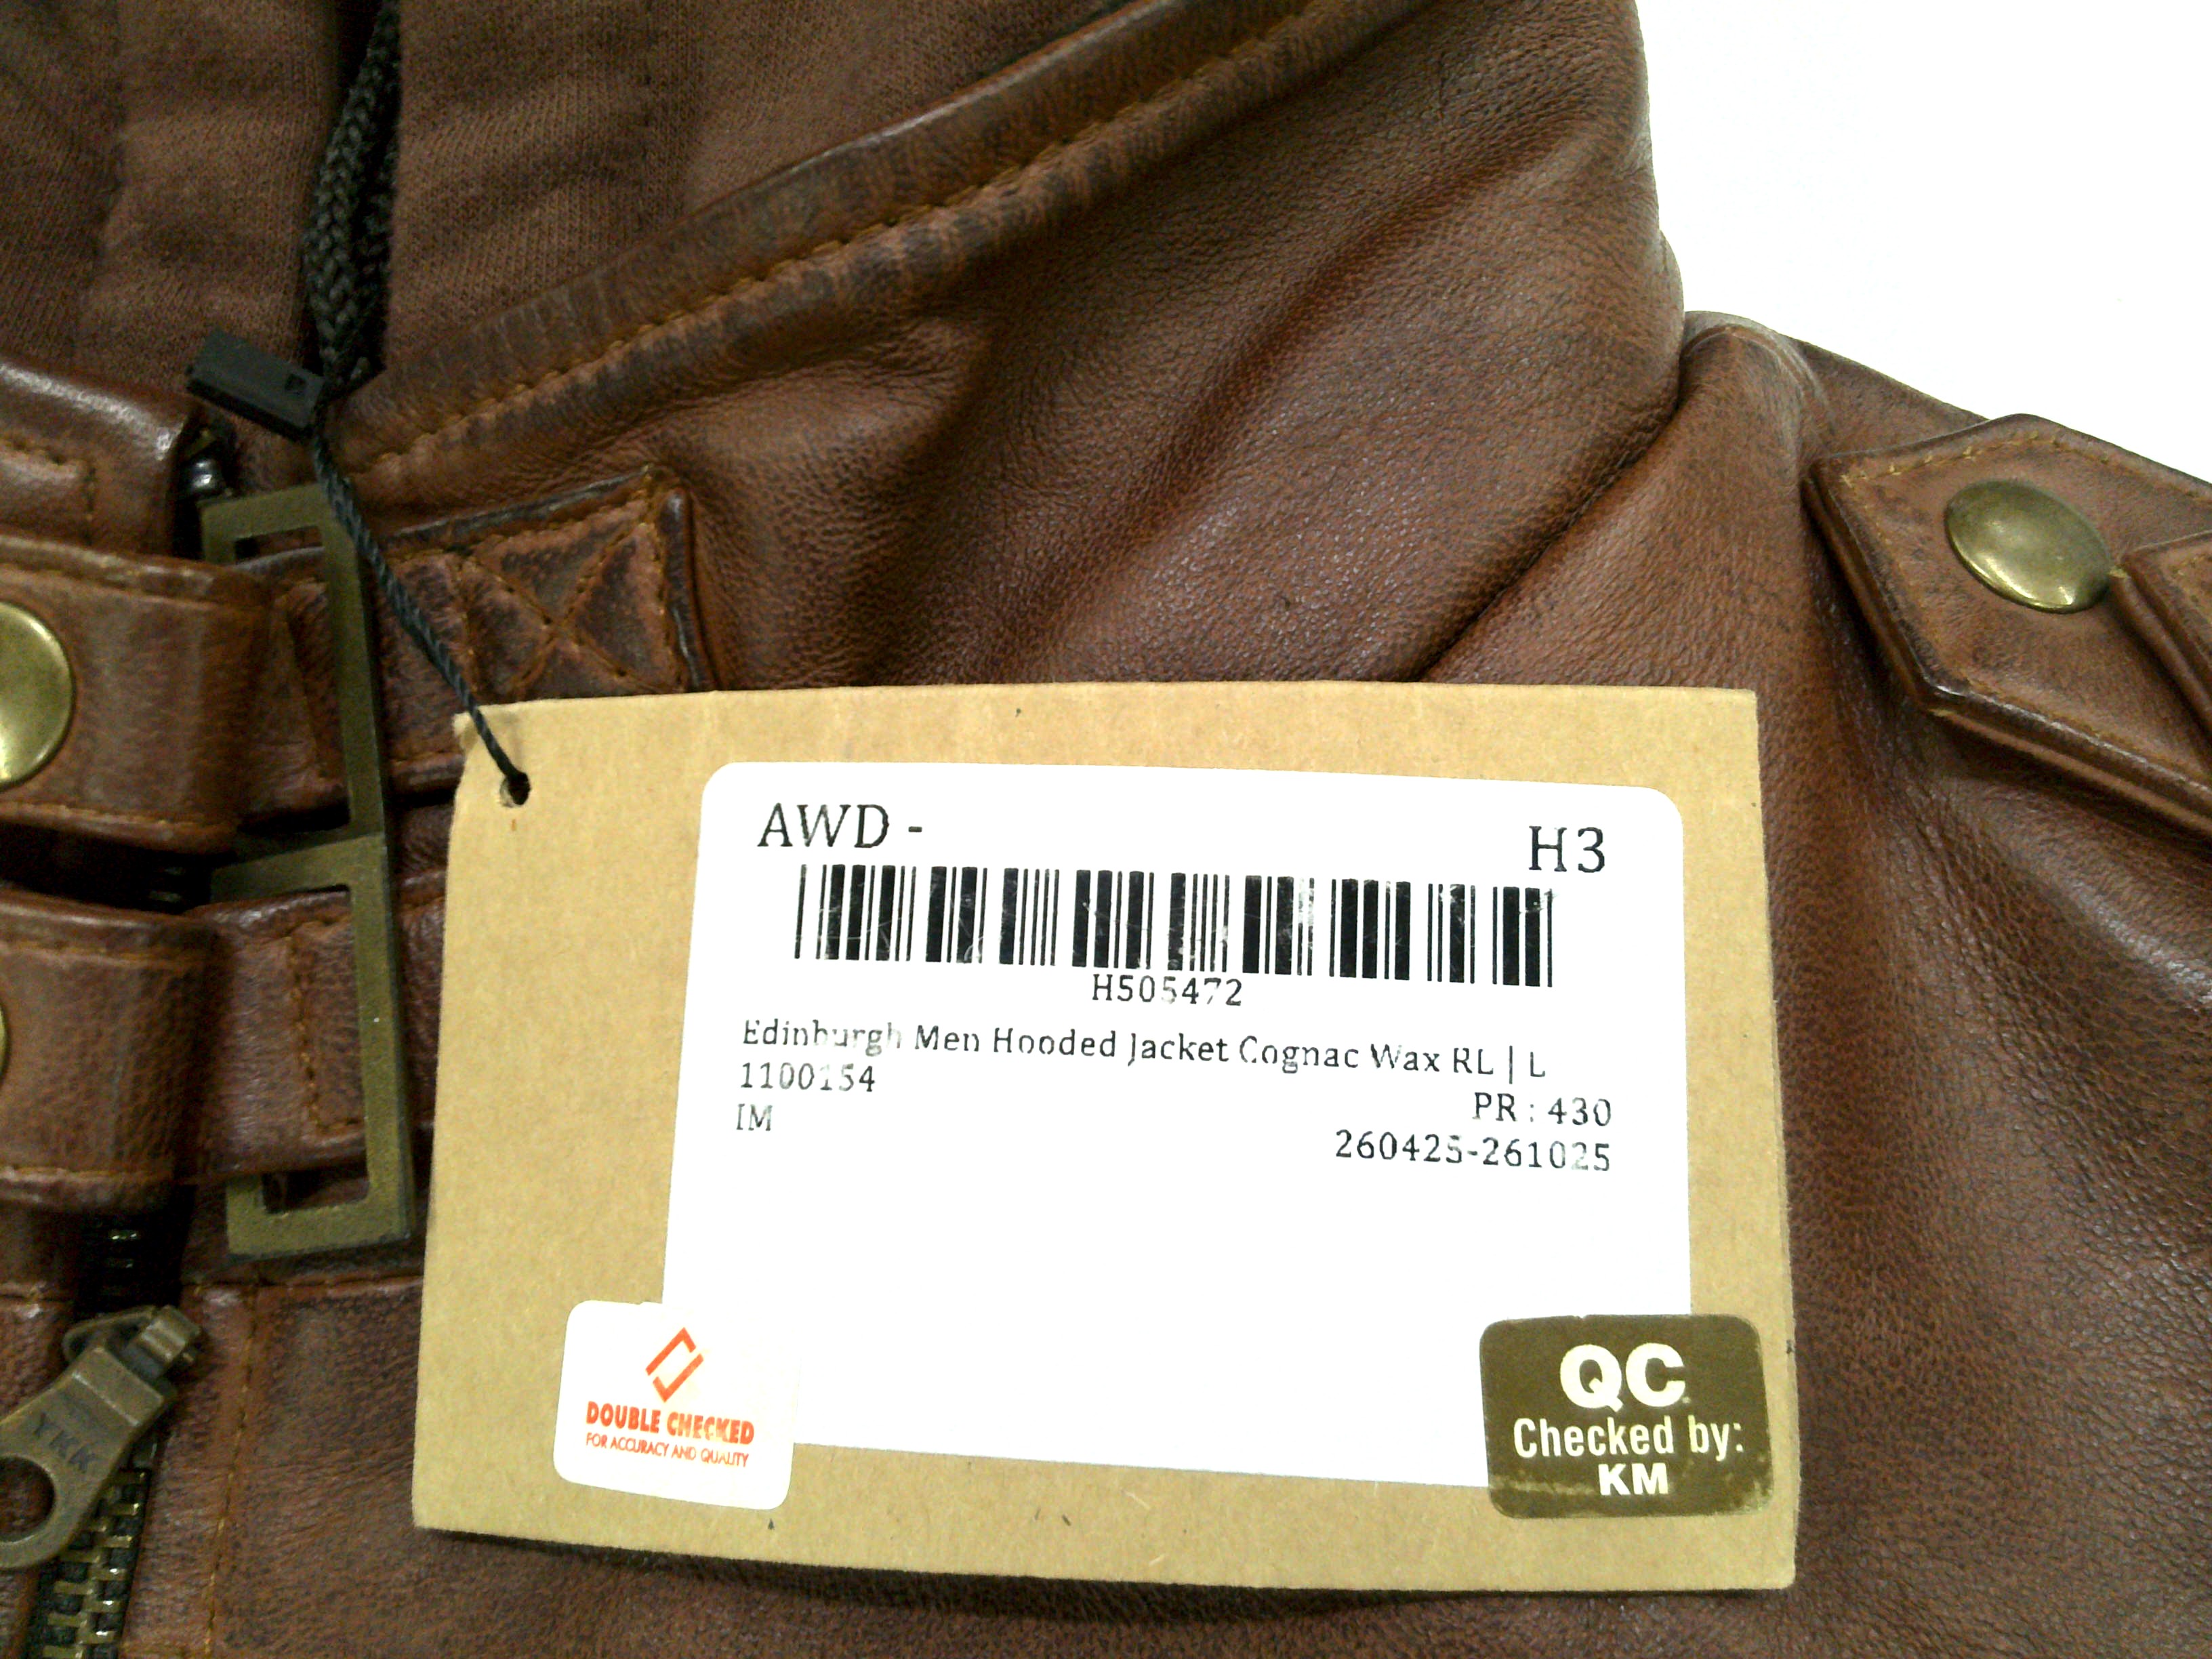 AWD -
H3
H505472
Edinburgh Men Hooded Jacket Cognac Wax RL | L
1100154
PR : 430
IM
260425-261025
DOUBLE CHECKED
FOR ACCURACY AND QUALITY
QC
Checked by:
KM
YKK